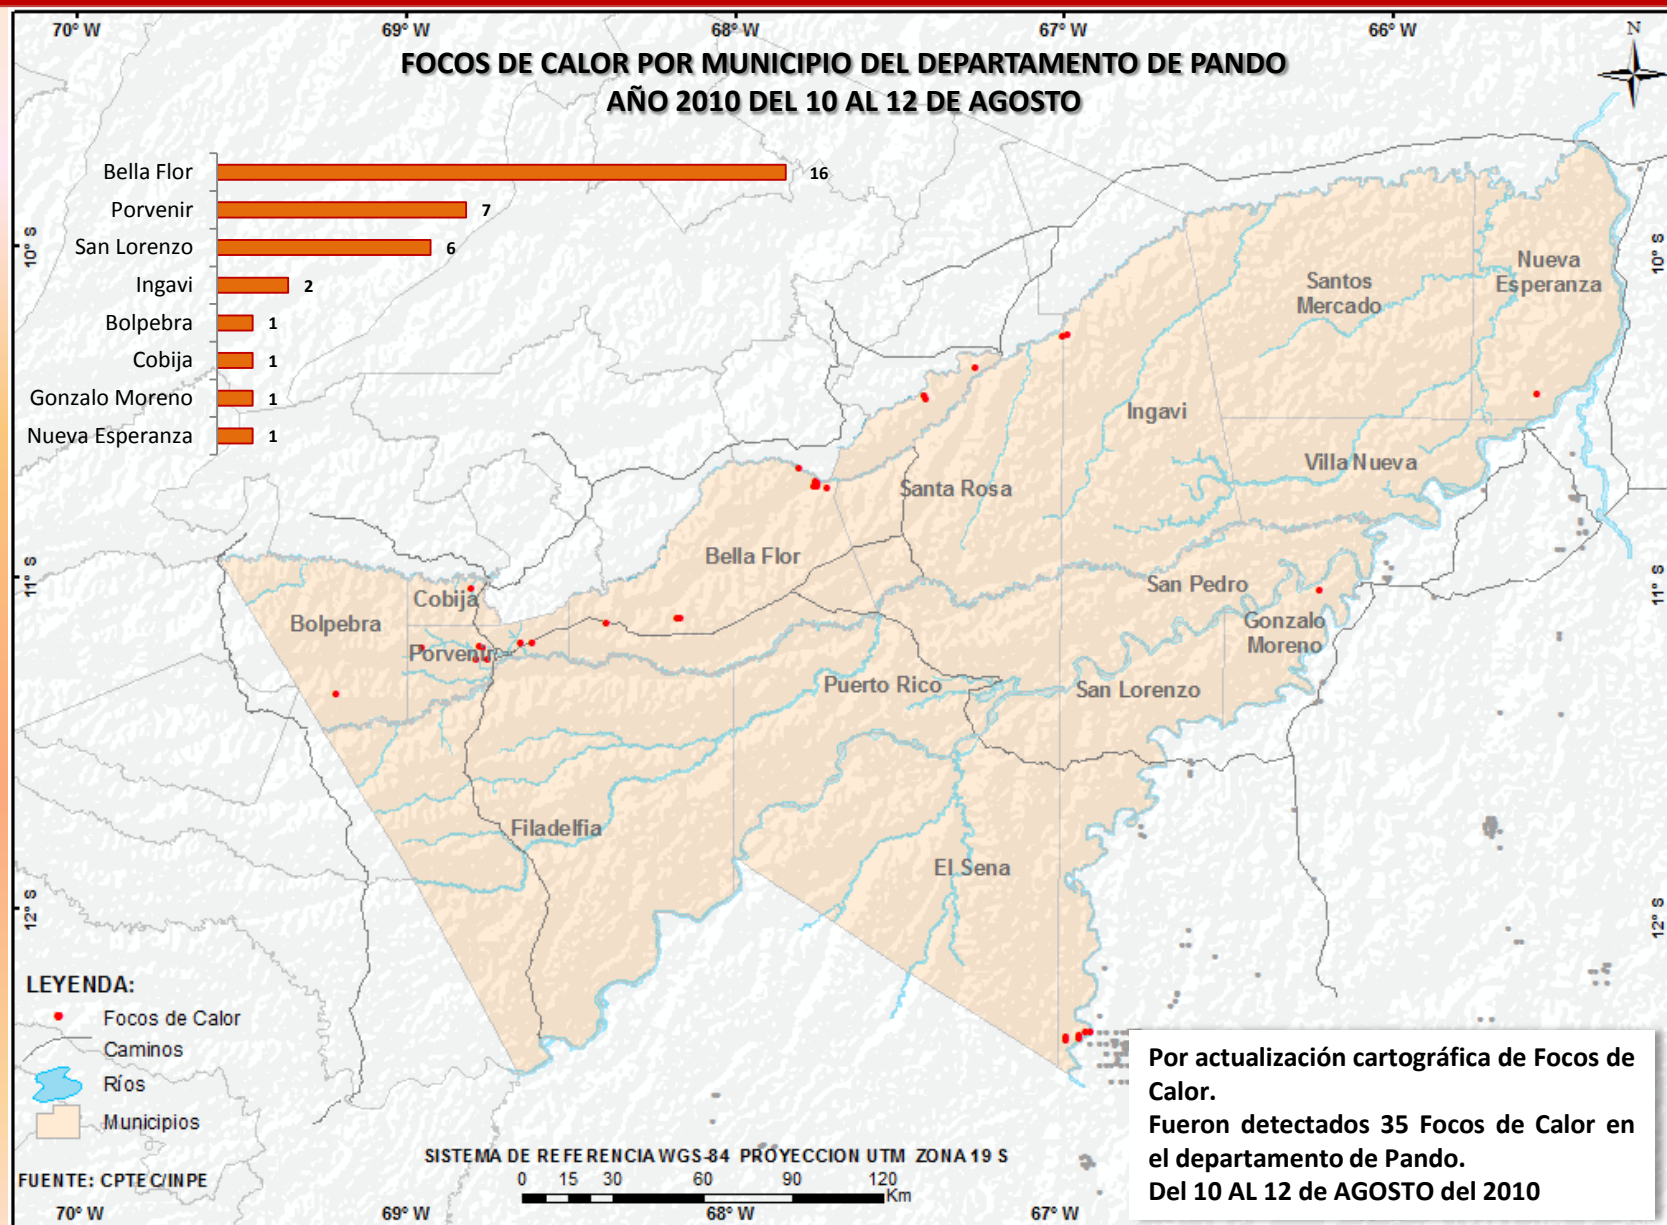 70° W 69° W 68° W 67° W 66° W
N
FOCOS DE CALOR POR MUNICIPIO DEL DEPARTAMENTO DE PANDO
AÑO 2010 DEL 10 AL 12 DE AGOSTO
Bella Flor 16
Porvenir 7
San Lorenzo 6
Ingavi 2
Bolpebra 1
Cobija 1
Gonzalo Moreno 1
Nueva Esperanza 1
10° S
10° S
Nueva
Esperanza
Santos
Mercado
Ingavi
Villa Nueva
Santa Rosa
Bella Flor
11° S
11° S
San Pedro
Cobija
Bolpebra
Gonzalo
Moreno
Porvenir
Puerto Rico
San Lorenzo
Filadelfia
El Sena
12° S
12° S
LEYENDA:
Focos de Calor
Caminos
Ríos
Municipios
FUENTE: CPTEC/INPE
SISTEMA DE REFERENCIA WGS-84 PROYECCION UTM ZONA 19 S
0 15 30 60 90 120
Km
Por actualización cartográfica de Focos de
Calor.
Fueron detectados 35 Focos de Calor en
el departamento de Pando.
Del 10 AL 12 de AGOSTO del 2010
70° W 69° W 68° W 67° W